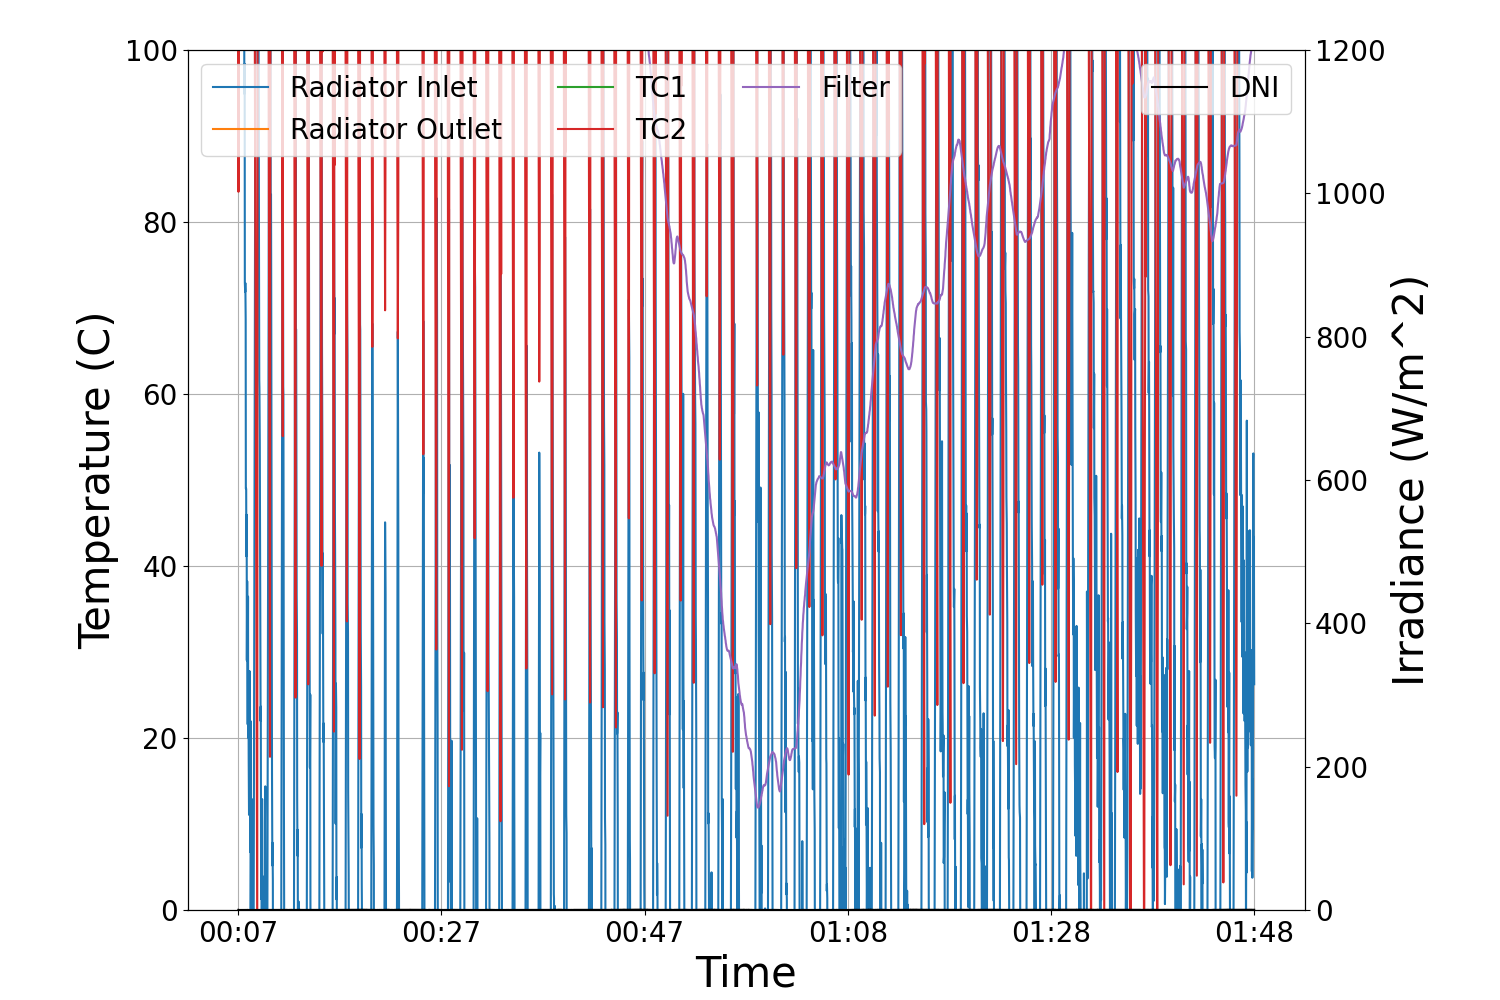 100
80
60
40
20
0
Temperature (C)
Radiator Inlet
Radiator Outlet
TC1
TC2
Filter
DNI
1200
1000
800
600
400
200
0
Irradiance (W/m^2)
00:07
00:27
00:47
01:08
01:28
01:48
Time